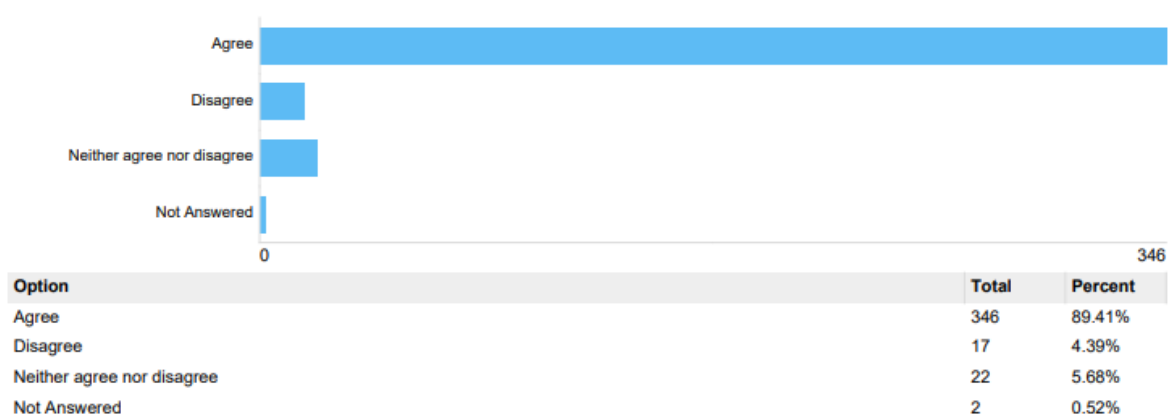 Agree
Disagree
Neither agree nor disagree
Not Answered
0 346
Option Total Percent
Agree 346 89.41%
Disagree 17 4.39%
Neither agree nor disagree 22 5.68%
Not Answered 2 0.52%